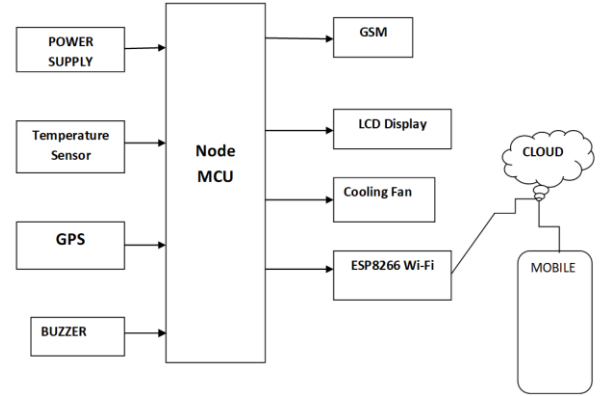 POWER
SUPPLY
Temperature
Sensor
GPS
BUZZER
Node
MCU
GSM
LCD Display
Cooling Fan
ESP8266 Wi-Fi
CLOUD
MOBILE